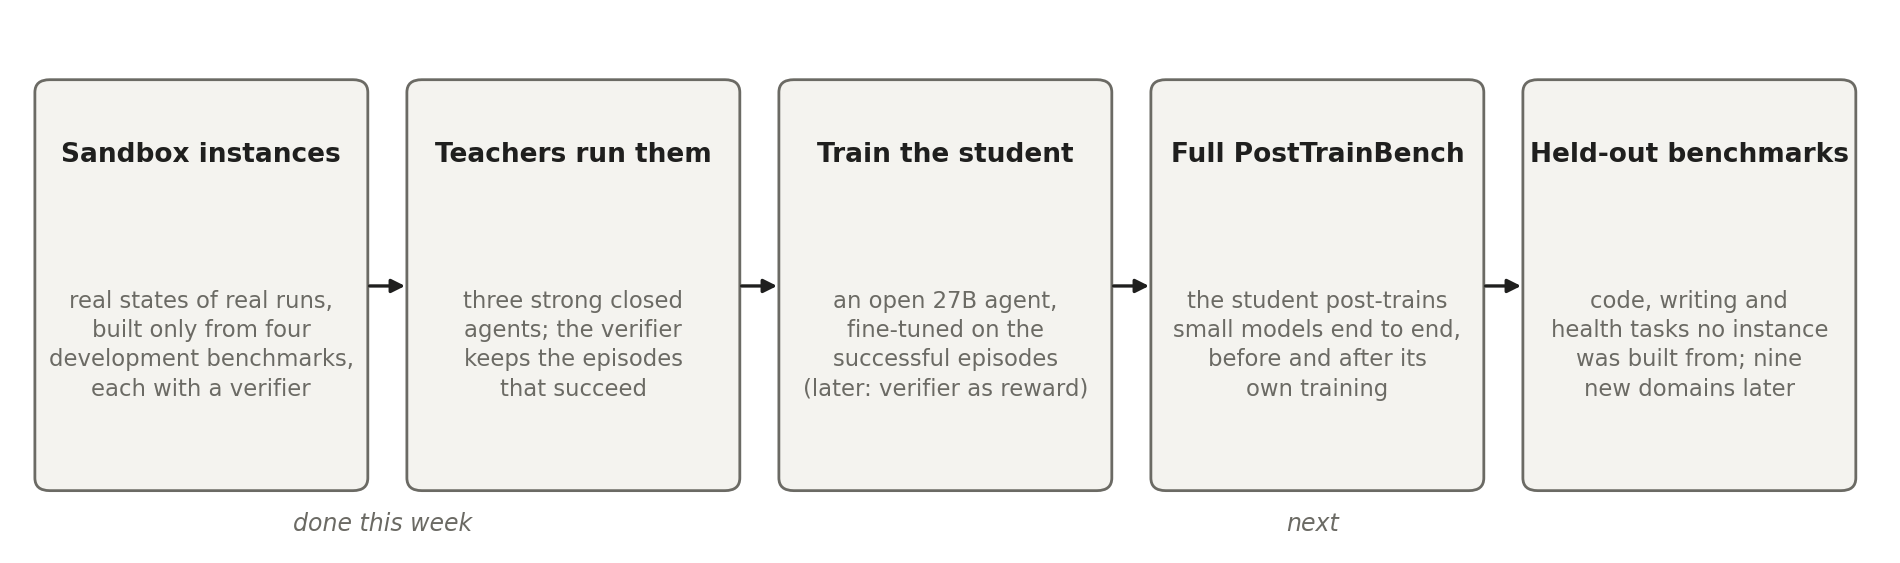 Sandbox instances
real states of real runs,
built only from four
development benchmarks,
each with a verifier
Teachers run them
three strong closed
agents; the verifier
keeps the episodes
that succeed
Train the student
an open 27B agent,
fine-tuned on the
successful episodes
(later: verifier as reward)
Full PostTrainBench
the student post-trains
small models end to end,
before and after its
own training
Held-out benchmarks
code, writing and
health tasks no instance
was built from; nine
new domains later
done this week
next